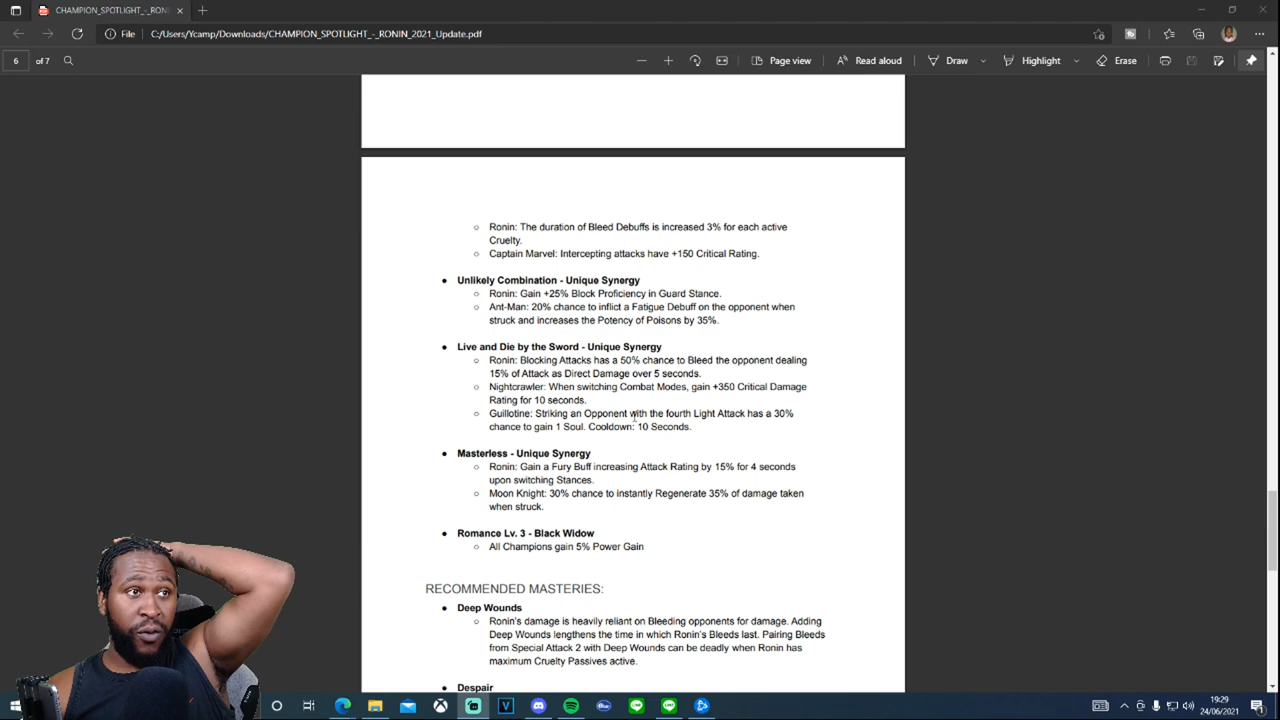 CHAMPION_SPOTLIGHT_-_RONIN
File C:/Users/Ycamp/Downloads/CHAMPION_SPOTLIGHT_-_RONIN_2021_Update.pdf
6 of 7 Page view Read aloud Draw Highlight Erase
Ronin: The duration of Bleed Debuffs is increased 3% for each active
Cruelty.
Captain Marvel: Intercepting attacks have +150 Critical Rating.
Unlikely Combination - Unique Synergy
Ronin: Gain +25% Block Proficiency in Guard Stance.
Ant-Man: 20% chance to inflict a Fatigue Debuff on the opponent when
struck and increases the Potency of Poisons by 35%.
Live and Die by the Sword - Unique Synergy
Ronin: Blocking Attacks has a 50% chance to Bleed the opponent dealing
15% of Attack as Direct Damage over 5 seconds.
Nightcrawler: When switching Combat Modes, gain +350 Critical Damage
Rating for 10 seconds.
Guillotine: Striking an Opponent with the fourth Light Attack has a 30%
chance to gain 1 Soul. Cooldown: 10 Seconds.
Masterless - Unique Synergy
Ronin: Gain a Fury Buff increasing Attack Rating by 15% for 4 seconds
upon switching Stances.
Moon Knight: 30% chance to instantly Regenerate 35% of damage taken
when struck.
Romance Lv. 3 - Black Widow
All Champions gain 5% Power Gain
RECOMMENDED MASTERIES:
Deep Wounds
Ronin's damage is heavily reliant on Bleeding opponents for damage. Adding
Deep Wounds lengthens the time in which Ronin's Bleeds last. Pairing Bleeds
from Special Attack 2 with Deep Wounds can be deadly when Ronin has
maximum Cruelty Passives active.
Despair
19:29
24/06/2021